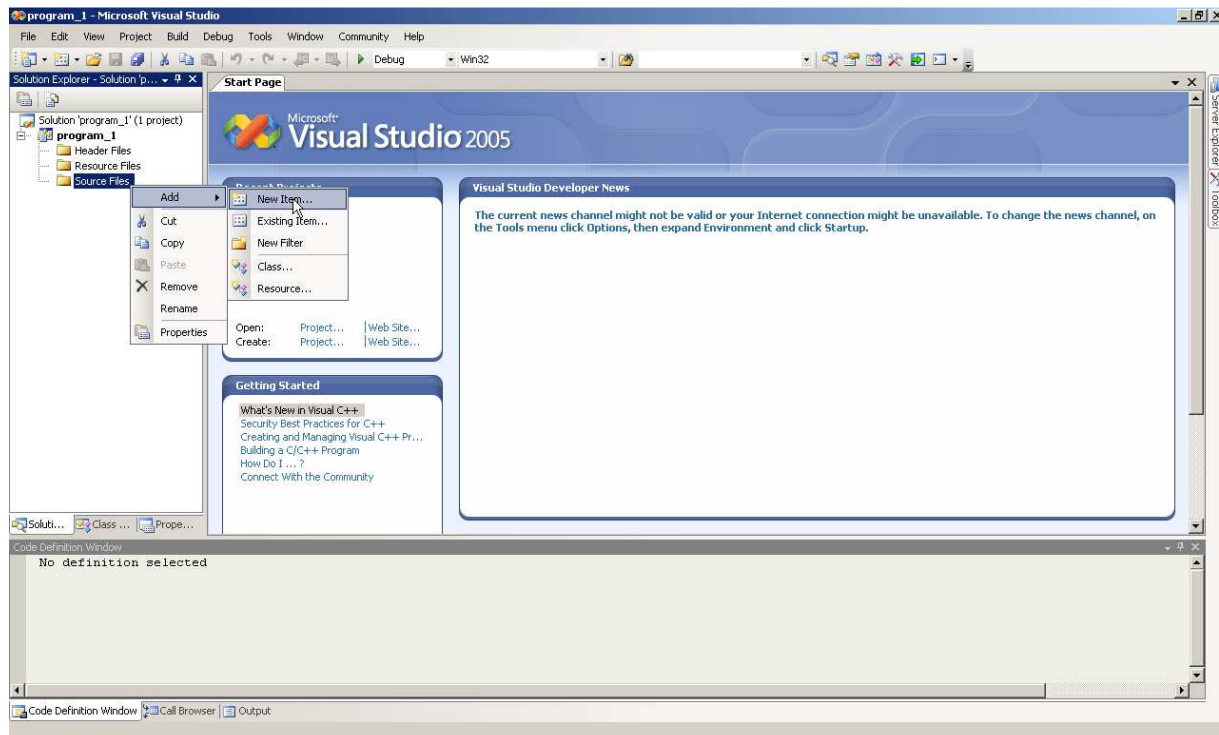 program_1 - Microsoft Visual Studio
File Edit View Project Build Debug Tools Window Community Help
Debug Win32
Solution Explorer - Solution 'p...
Start Page
Solution 'program_1' (1 project)
program_1
Header Files
Resource Files
Source Files
Microsoft
Visual Studio 2005
Add
Cut
Copy
Paste
Remove
Rename
Properties
New Item...
Existing Item...
New Filter
Class...
Resource...
Open: Project... Web Site...
Create: Project... Web Site...
Getting Started
What's New in Visual C++
Security Best Practices for C++
Creating and Managing Visual C++ Pr...
Building a C/C++ Program
How Do I ... ?
Connect With the Community
Visual Studio Developer News
The current news channel might not be valid or your Internet connection might be unavailable. To change the news channel, on
the Tools menu click Options, then expand Environment and click Startup.
Server Explorer
Toolbox
Soluti... Class ... Prope...
Code Definition Window
No definition selected
Code Definition Window Call Browser Output